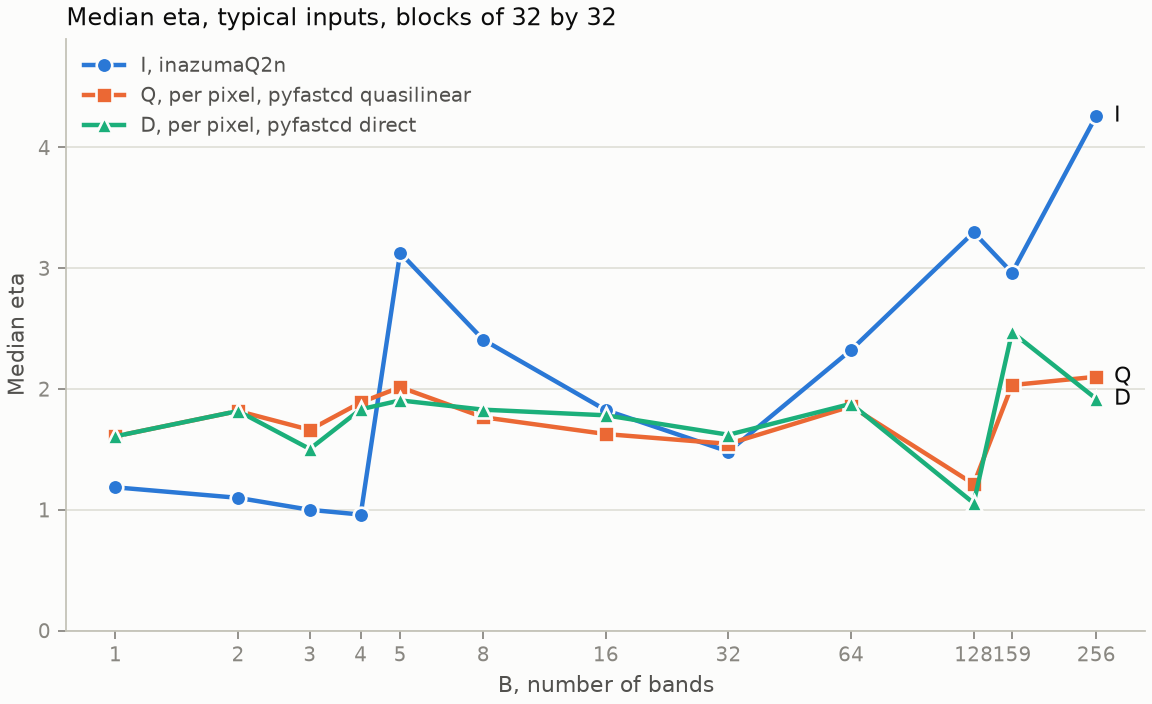 Median eta, typical inputs, blocks of 32 by 32
I, inazumaQ2n
Q, per pixel, pyfastcd quasilinear
D, per pixel, pyfastcd direct
I
Q
D
Median eta
4
3
2
1
0
1 2 3 4 5 8 16 32 64 128 159 256
B, number of bands